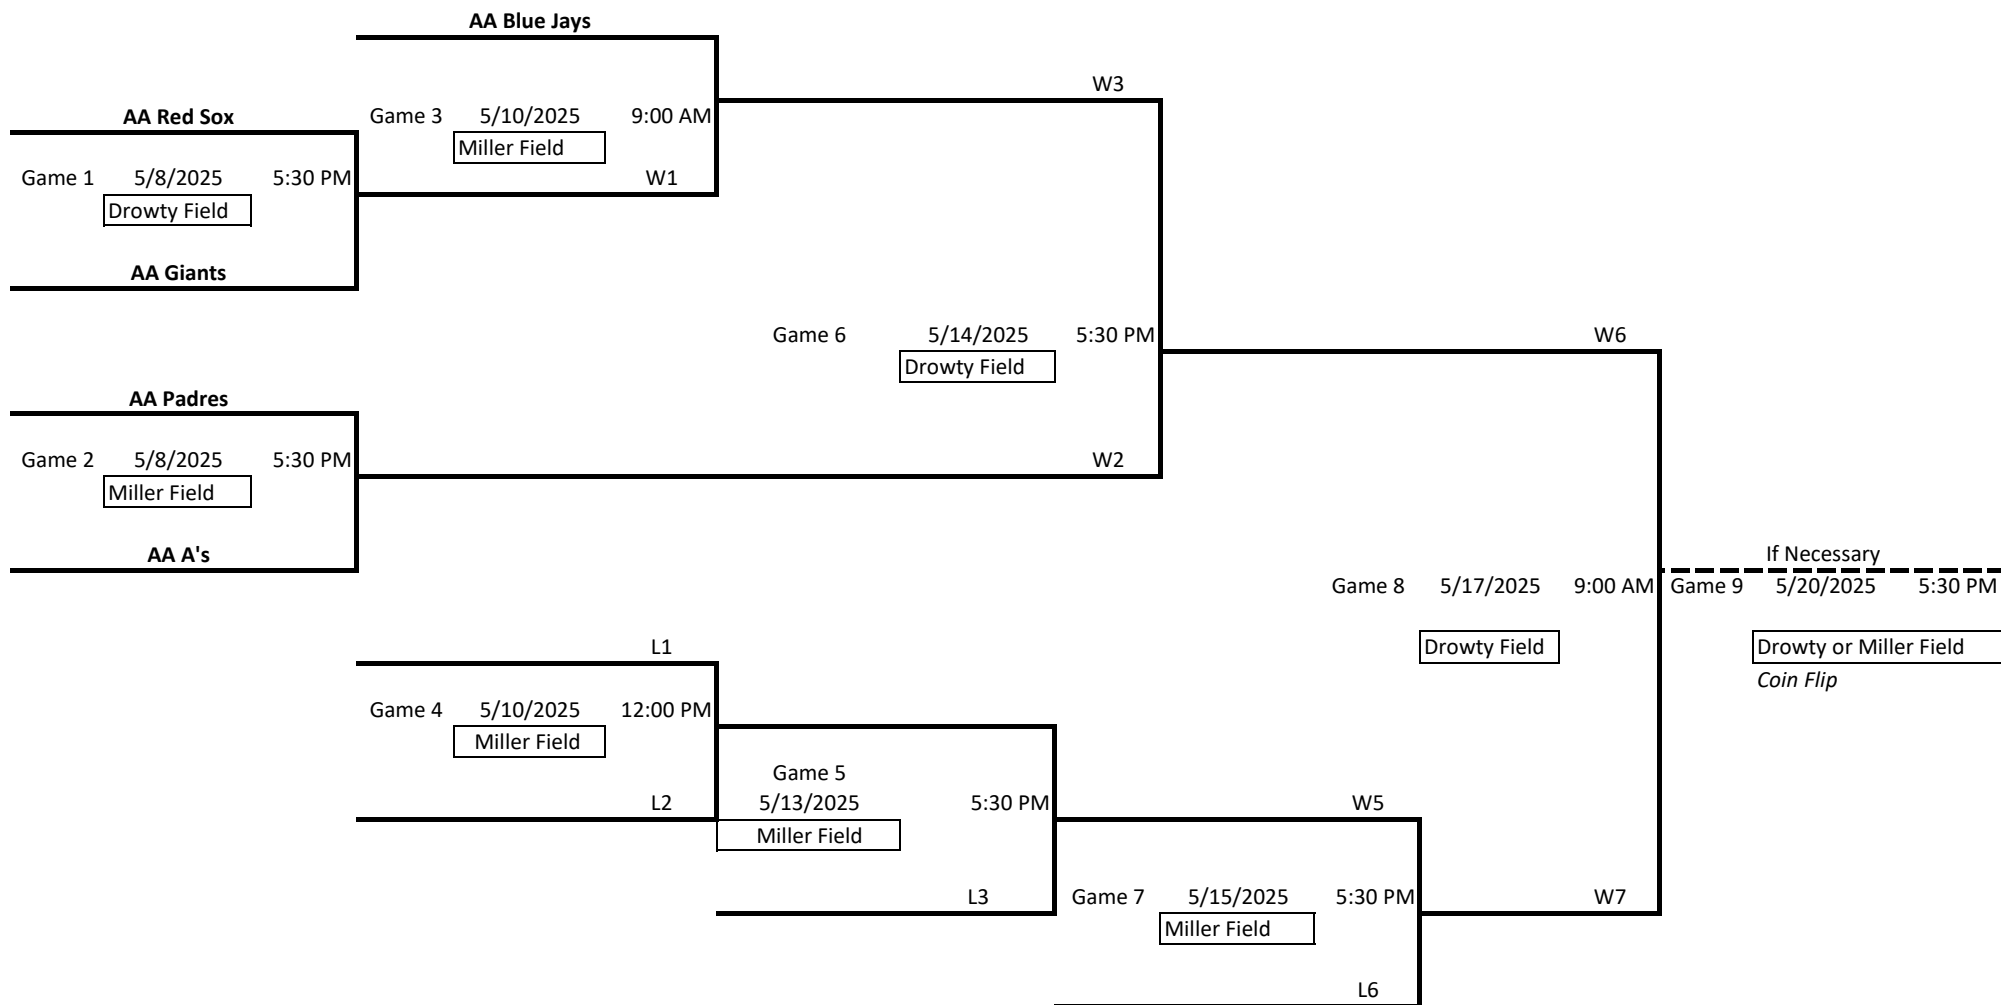 AA Blue Jays
W3
AA Red Sox
Game 3 5/10/2025 9:00 AM
Miller Field
Game 1 5/8/2025 5:30 PM
W1
Drowty Field
AA Giants
Game 6 5/14/2025 5:30 PM
W6
Drowty Field
AA Padres
Game 2 5/8/2025 5:30 PM
W2
Miller Field
AA A's
If Necessary
Game 8 5/17/2025 9:00 AM Game 9 5/20/2025 5:30 PM
L1
Drowty Field
Drowty or Miller Field
Coin Flip
Game 4 5/10/2025 12:00 PM
Miller Field
Game 5
L2
5/13/2025 5:30 PM
W5
Miller Field
L3
Game 7 5/15/2025 5:30 PM
W7
Miller Field
L6